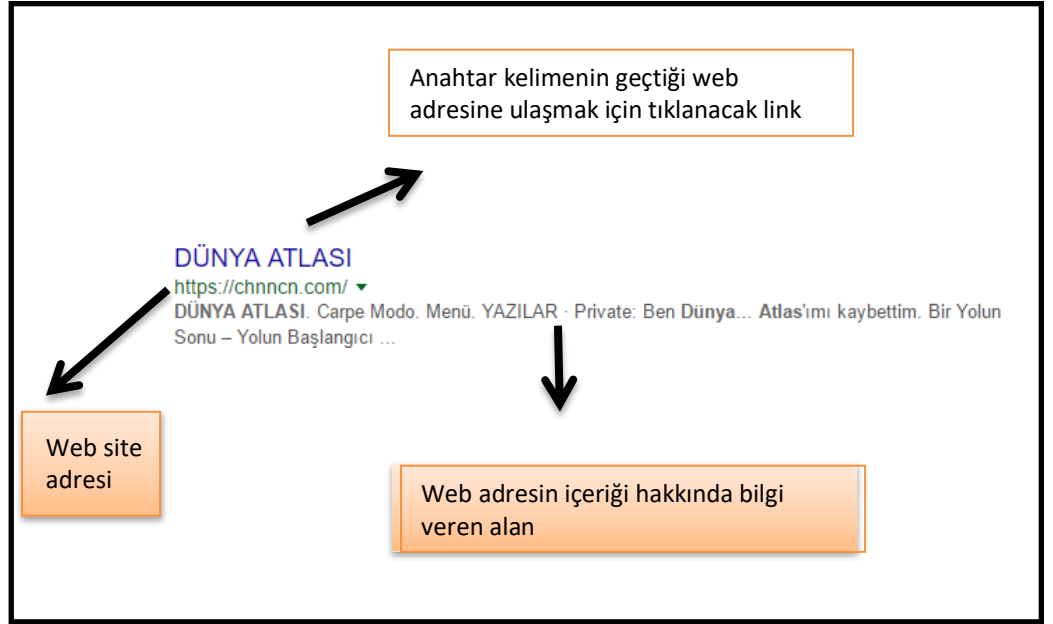 Anahtar kelimenin geçtiği web
adresine ulaşmak için tıklanacak link
DÜNYA ATLASI
https://chnncn.com/
DÜNYA ATLASI. Carpe Modo. Menü. YAZILAR · Private: Ben Dünya... Atlas'ımı kaybettim. Bir Yolun
Sonu – Yolun Başlangıcı ...
Web site
adresi
Web adresin içeriği hakkında bilgi
veren alan